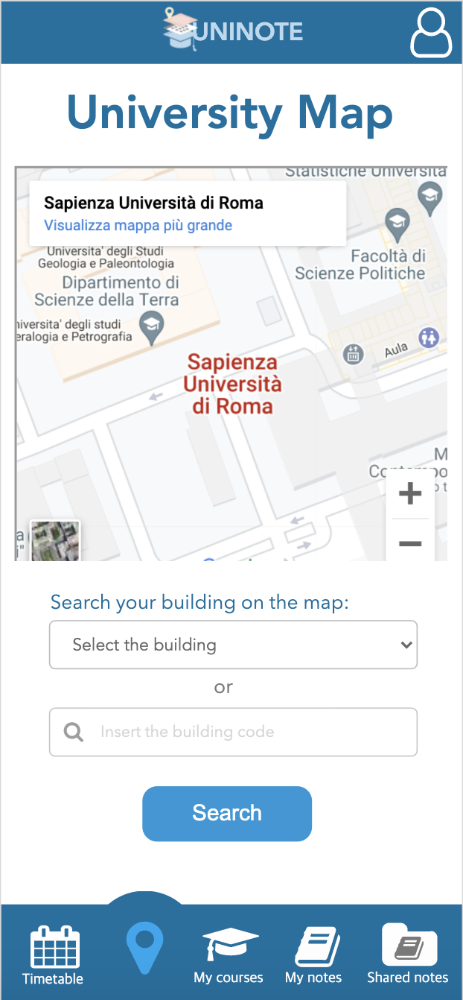 UNINOTE
University Map
Statistiche Universita
Sapienza Università di Roma
Visualizza mappa più grande
Universita' degli Studi
Geologia e Paleontologia
Facoltà di
Scienze Politiche
Dipartimento di
Scienze della Terra
niversita' degli studi
eralogia e Petrografia
Aula
Sapienza
Università
di Roma
M
+
−
Search your building on the map:
Select the building
or
Insert the building code
Search
Timetable
My courses
My notes
Shared notes